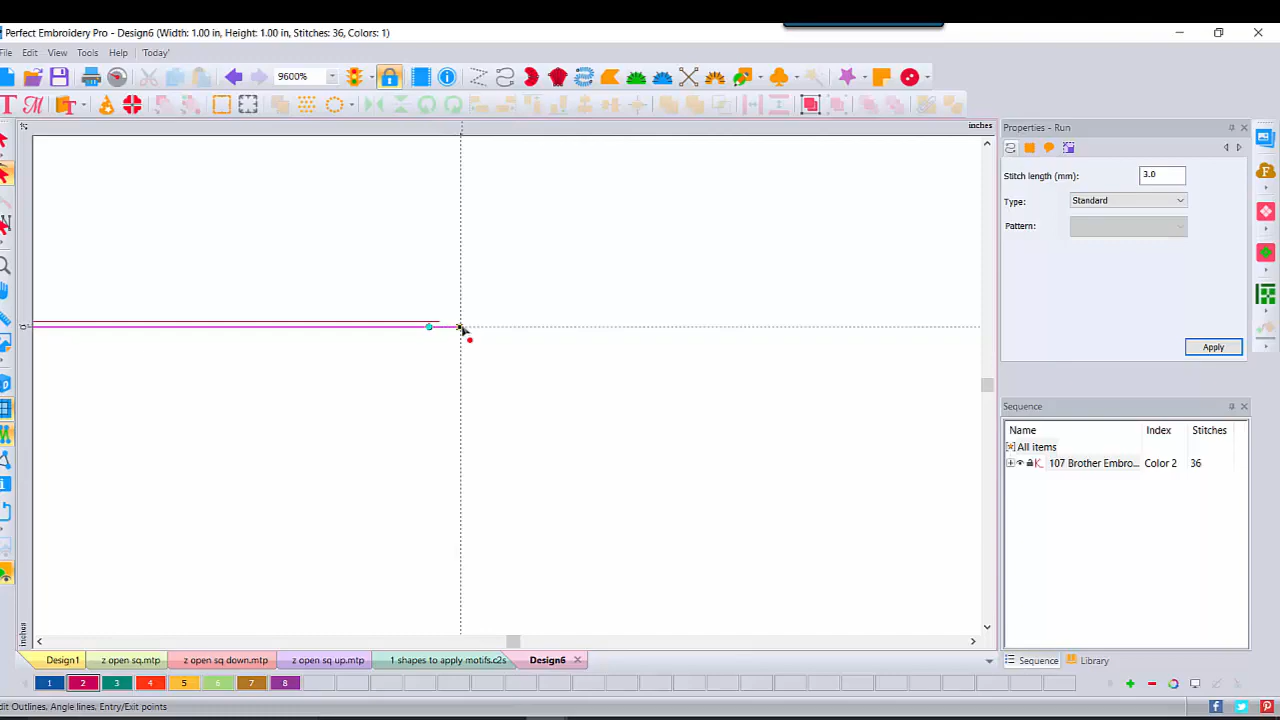 Perfect Embroidery Pro - Design6 (Width: 1.00 in, Height: 1.00 in, Stitches: 36, Colors: 1)
File Edit View Tools Help Today'
9600%
inches
Properties - Run
Stitch length (mm): 3.0
Type: Standard
Pattern:
Apply
Sequence
Name Index Stitches
All items
107 Brother Embro... Color 2 36
inches
Design1 z open sq.mtp z open sq down.mtp z open sq up.mtp 1 shapes to apply motifs.c2s Design6
Sequence Library
1 2 3 4 5 6 7 8
dit Outlines, Angle lines, Entry/Exit points